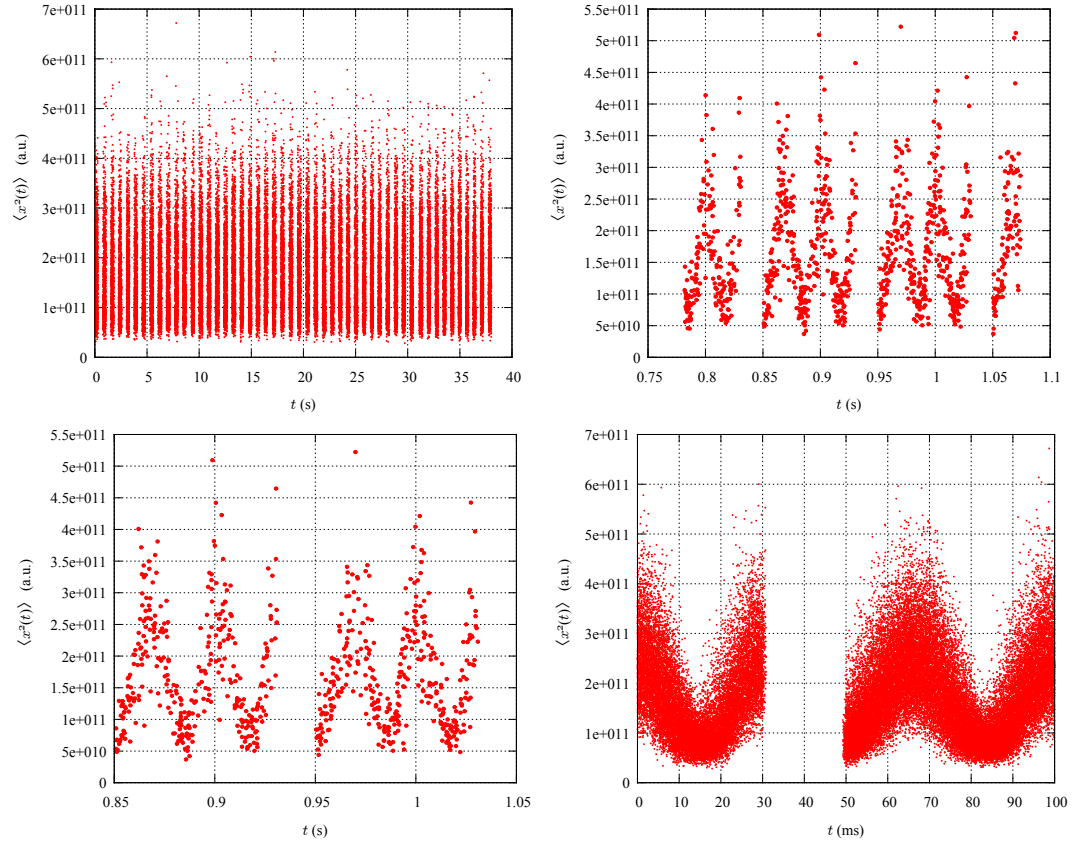 7e+011
6e+011
5e+011
4e+011
3e+011
2e+011
1e+011
0
0 5 10 15 20 25 30 35 40
⟨x²(t)⟩ (a.u.)
t (s)
5.5e+011
5e+011
4.5e+011
4e+011
3.5e+011
3e+011
2.5e+011
2e+011
1.5e+011
1e+011
5e+010
0
0.75 0.8 0.85 0.9 0.95 1 1.05 1.1
⟨x²(t)⟩ (a.u.)
t (s)
5.5e+011
5e+011
4.5e+011
4e+011
3.5e+011
3e+011
2.5e+011
2e+011
1.5e+011
1e+011
5e+010
0
0.85 0.9 0.95 1 1.05
⟨x²(t)⟩ (a.u.)
t (s)
7e+011
6e+011
5e+011
4e+011
3e+011
2e+011
1e+011
0
0 10 20 30 40 50 60 70 80 90 100
⟨x²(t)⟩ (a.u.)
t (ms)